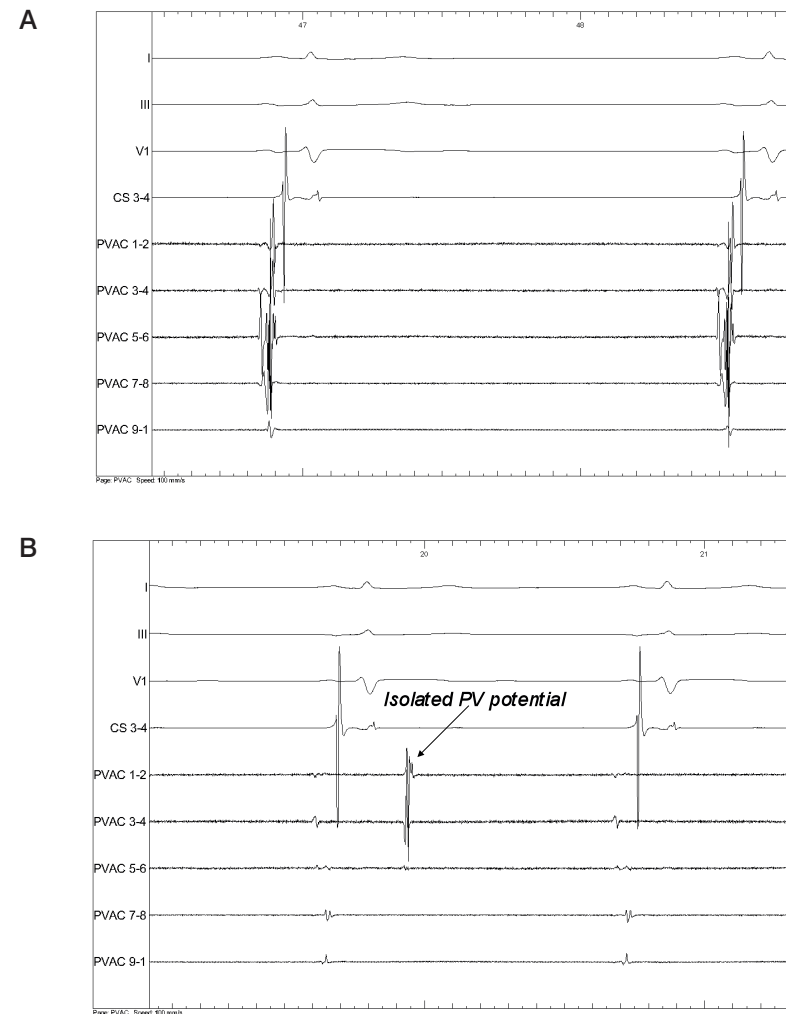 A
47 48
I
III
V1
CS 3-4
PVAC 1-2
PVAC 3-4
PVAC 5-6
PVAC 7-8
PVAC 9-1
Page: PVAC Speed: 100 mm/s
B
20 21
I
III
V1
Isolated PV potential
CS 3-4
PVAC 1-2
PVAC 3-4
PVAC 5-6
PVAC 7-8
PVAC 9-1
Page: PVAC Speed: 100 mm/s